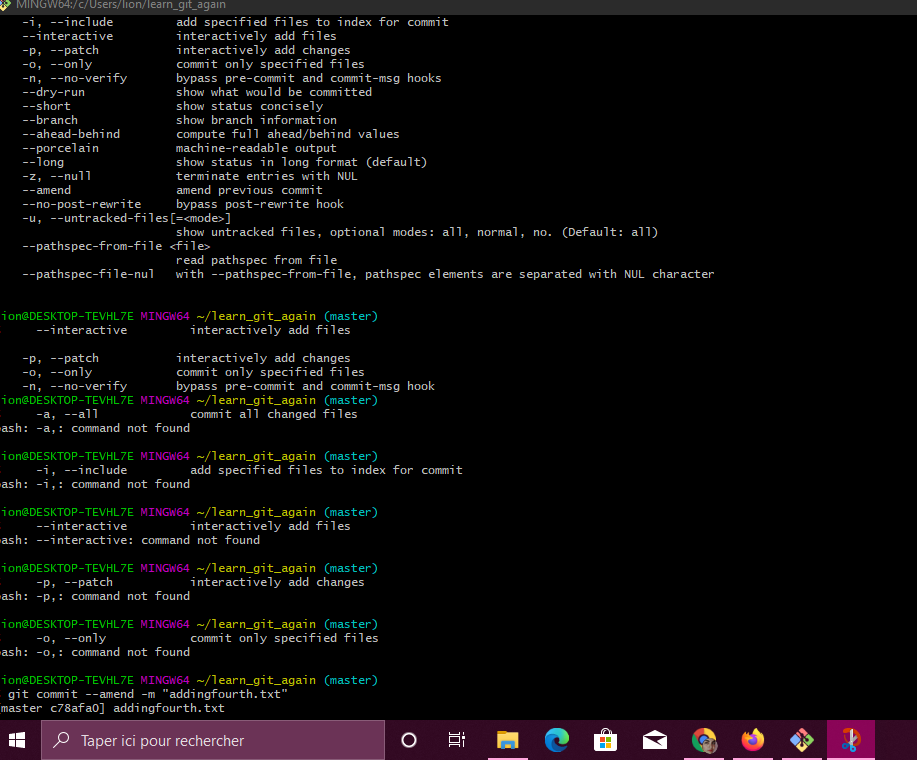 MINGW64:/c/Users/lion/learn_git_again
-i, --include add specified files to index for commit
--interactive interactively add files
-p, --patch interactively add changes
-o, --only commit only specified files
-n, --no-verify bypass pre-commit and commit-msg hooks
--dry-run show what would be committed
--short show status concisely
--branch show branch information
--ahead-behind compute full ahead/behind values
--porcelain machine-readable output
--long show status in long format (default)
-z, --null terminate entries with NUL
--amend amend previous commit
--no-post-rewrite bypass post-rewrite hook
-u, --untracked-files[=<mode>]
show untracked files, optional modes: all, normal, no. (Default: all)
--pathspec-from-file <file>
read pathspec from file
--pathspec-file-nul with --pathspec-from-file, pathspec elements are separated with NUL character
ion@DESKTOP-TEVHL7E MINGW64 ~/learn_git_again (master)
--interactive interactively add files
-p, --patch interactively add changes
-o, --only commit only specified files
-n, --no-verify bypass pre-commit and commit-msg hook
ion@DESKTOP-TEVHL7E MINGW64 ~/learn_git_again (master)
-a, --all commit all changed files
ash: -a,: command not found
ion@DESKTOP-TEVHL7E MINGW64 ~/learn_git_again (master)
-i, --include add specified files to index for commit
ash: -i,: command not found
ion@DESKTOP-TEVHL7E MINGW64 ~/learn_git_again (master)
--interactive interactively add files
ash: --interactive: command not found
ion@DESKTOP-TEVHL7E MINGW64 ~/learn_git_again (master)
-p, --patch interactively add changes
ash: -p,: command not found
ion@DESKTOP-TEVHL7E MINGW64 ~/learn_git_again (master)
-o, --only commit only specified files
ash: -o,: command not found
ion@DESKTOP-TEVHL7E MINGW64 ~/learn_git_again (master)
git commit --amend -m "addingfourth.txt"
[master c78afa0] addingfourth.txt
Taper ici pour rechercher